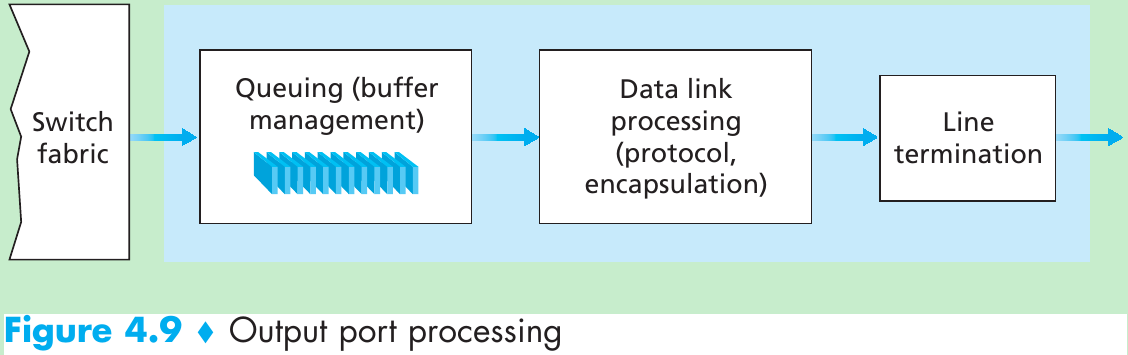 Switch
fabric
Queuing (buffer
management)
Data link
processing
(protocol,
encapsulation)
Line
termination
Figure 4.9 ♦ Output port processing